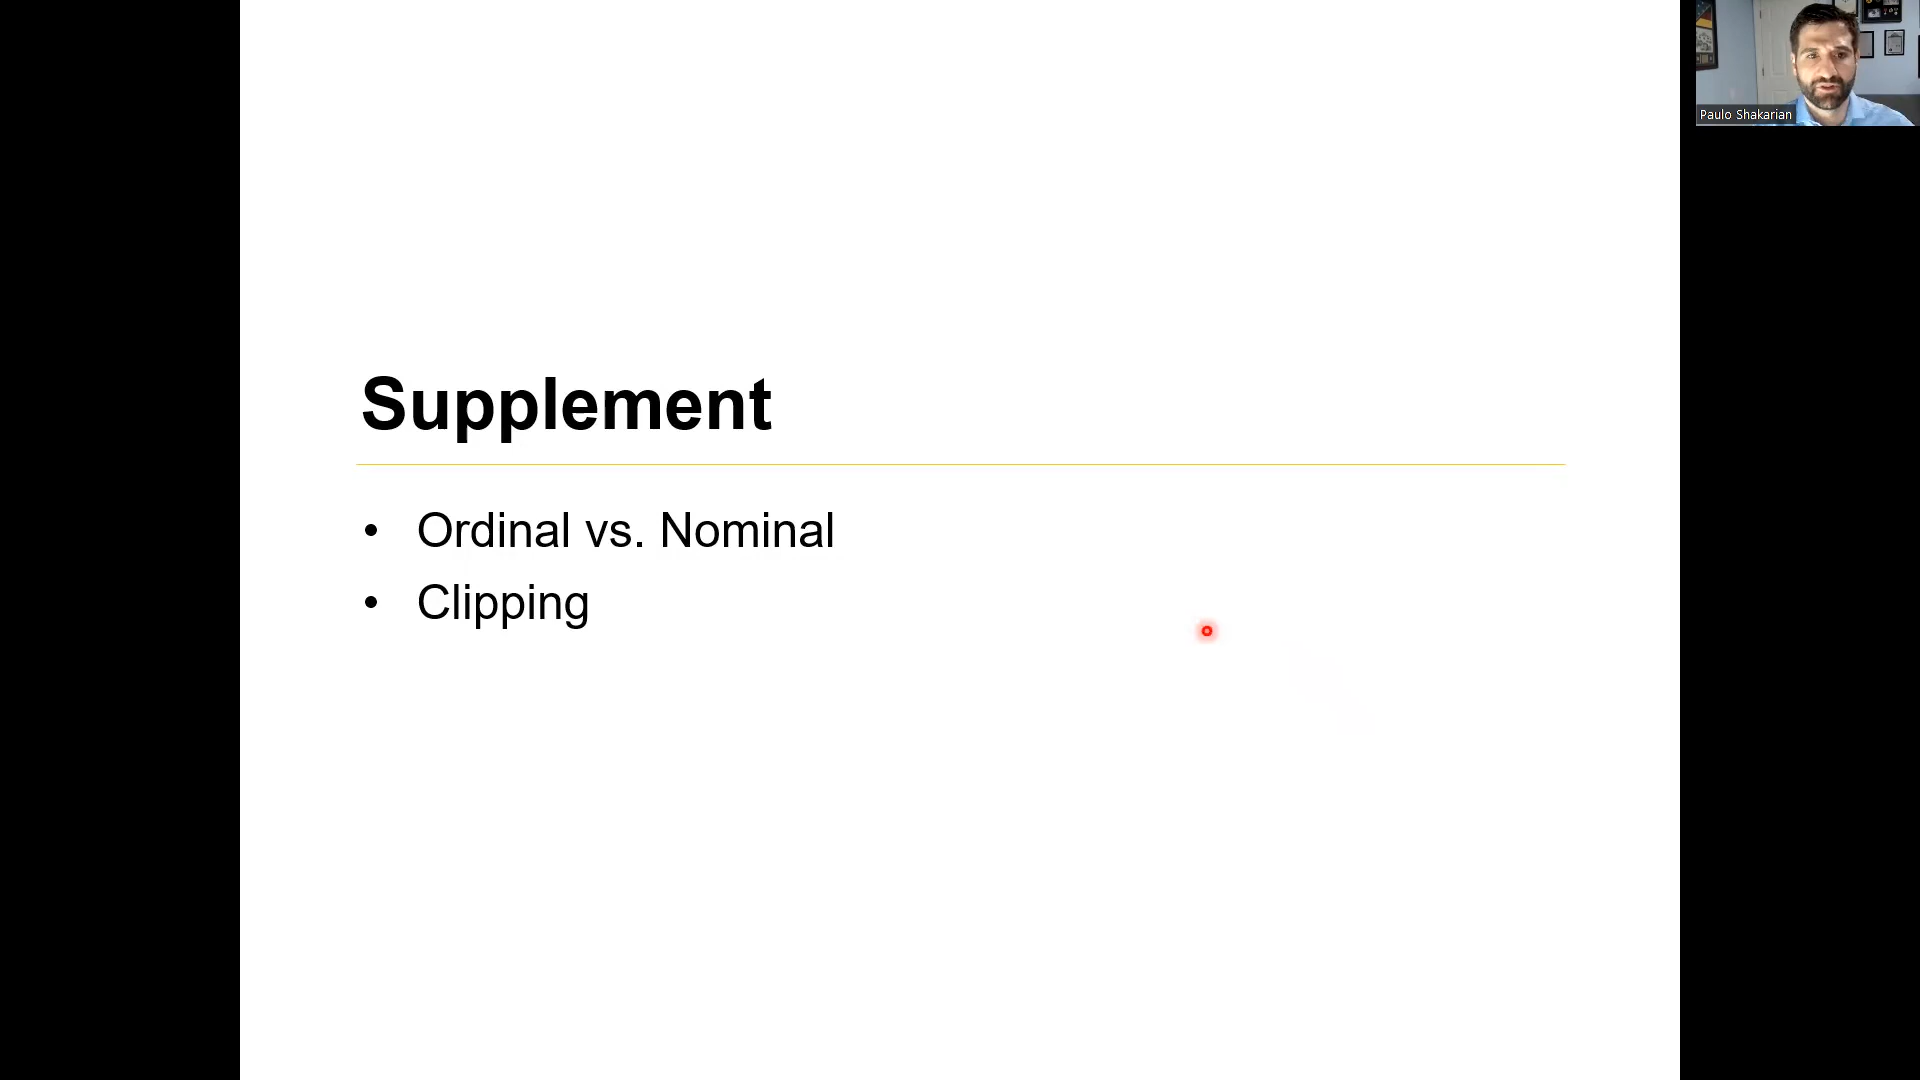 Paulo Shakarian
Supplement
• Ordinal vs. Nominal
• Clipping